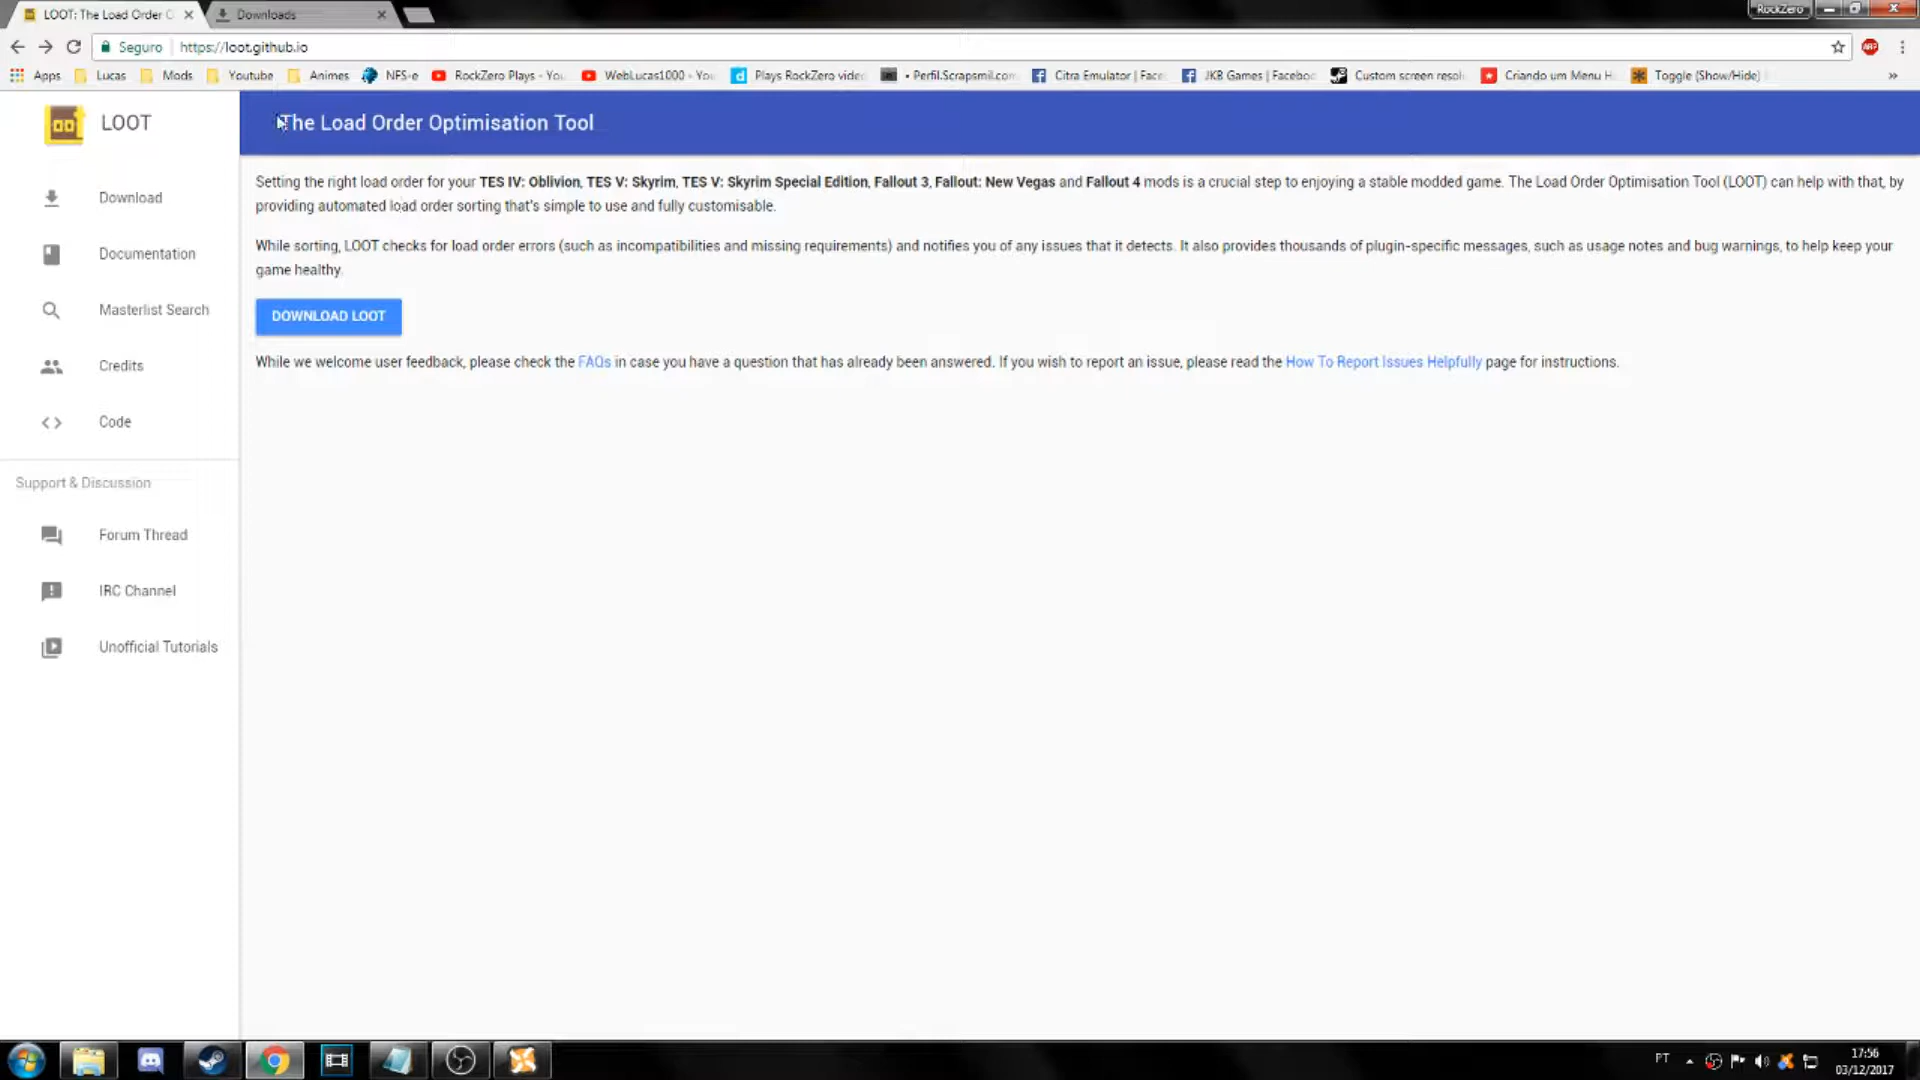 LOOT: The Load Order
Downloads
RockZero
Seguro
https://loot.github.io
Apps
Lucas
Mods
Youtube
Animes
NFS-e
RockZero Plays - You
WebLucas1000 - You
Plays RockZero video
• Perfil.Scrapsmil.com
Citra Emulator | Face
JKB Games | Faceboo
Custom screen resol
Criando um Menu H
Toggle (Show/Hide)
»
LOOT
The Load Order Optimisation Tool
Download
Documentation
Masterlist Search
Credits
Code
Support & Discussion
Forum Thread
IRC Channel
Unofficial Tutorials
Setting the right load order for your TES IV: Oblivion, TES V: Skyrim, TES V: Skyrim Special Edition, Fallout 3, Fallout: New Vegas and Fallout 4 mods is a crucial step to enjoying a stable modded game. The Load Order Optimisation Tool (LOOT) can help with that, by
providing automated load order sorting that's simple to use and fully customisable.
While sorting, LOOT checks for load order errors (such as incompatibilities and missing requirements) and notifies you of any issues that it detects. It also provides thousands of plugin-specific messages, such as usage notes and bug warnings, to help keep your
game healthy.
DOWNLOAD LOOT
While we welcome user feedback, please check the FAQs in case you have a question that has already been answered. If you wish to report an issue, please read the How To Report Issues Helpfully page for instructions.
PT
17:56
03/12/2017